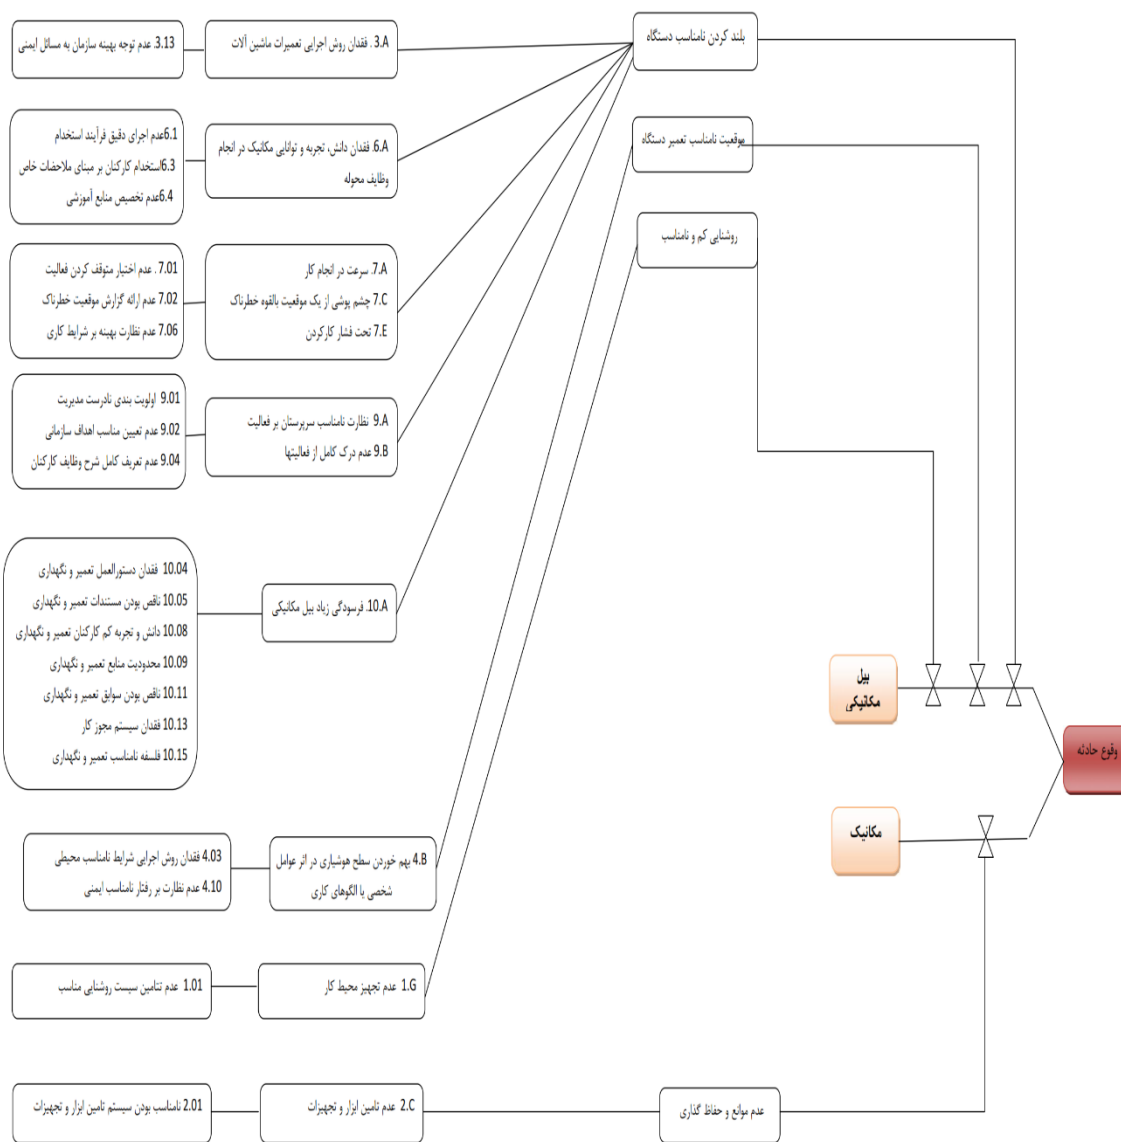 بلند کردن نامناسب دستگاه
3.A. فقدان روش اجرایی تعمیرات ماشین آلات
3.13. عدم توجه بهینه سازمان به مسائل ایمنی
موقعیت نامناسب تعمیر دستگاه
6.A. فقدان دانش، تجربه و توانایی مکانیک در انجام
وظایف محوله
6.1عدم اجرای دقیق فرآیند استخدام
6.3استخدام کارکنان بر مبنای ملاحضات خاص
6.4عدم تخصیص منابع آموزشی
روشنایی کم و نامناسب
7.A. سرعت در انجام کار
7.C چشم پوشی از یک موقعیت بالقوه خطرناک
7.E تحت فشار کارکردن
7.01 . عدم اختیار متوقف کردن فعالیت
7.02 عدم ارائه گزارش موقعیت خطرناک
7.06 عدم نظارت بهینه بر شرایط کاری
9.A نظارت نامناسب سرپرستان بر فعالیت
9.B عدم درک کامل از فعالیتها
9.01 اولویت بندی نادرست مدیریت
9.02 عدم تعیین مناسب اهداف سازمانی
9.04 عدم تعریف کامل شرح وظایف کارکنان
10.A. فرسودگی زیاد بیل مکانیکی
10.04 فقدان دستورالعمل تعمیر و نگهداری
10.05 ناقص بودن مستندات تعمیر و نگهداری
10.08 دانش و تجربه کم کارکنان تعمیر و نگهداری
10.09 محدودیت منابع تعمیر و نگهداری
10.11 ناقص بودن سوابق تعمیر و نگهداری
10.13 فقدان سیستم مجوز کار
10.15 فلسفه نامناسب تعمیر و نگهداری
بیل
مکانیکی
وقوع حادثه
مکانیک
4.B بهم خوردن سطح هوشیاری در اثر عوامل
شخصی یا الگوهای کاری
4.03 فقدان روش اجرایی شرایط نامناسب محیطی
4.10 عدم نظارت بر رفتار نامناسب ایمنی
1.G عدم تجهیز محیط کار
1.01 عدم تتامین سیست روشنایی مناسب
عدم موانع و حفاظ گذاری
2.C عدم تامین ابزار و تجهیزات
2.01 نامناسب بودن سیستم تامین ابزار و تجهیزات